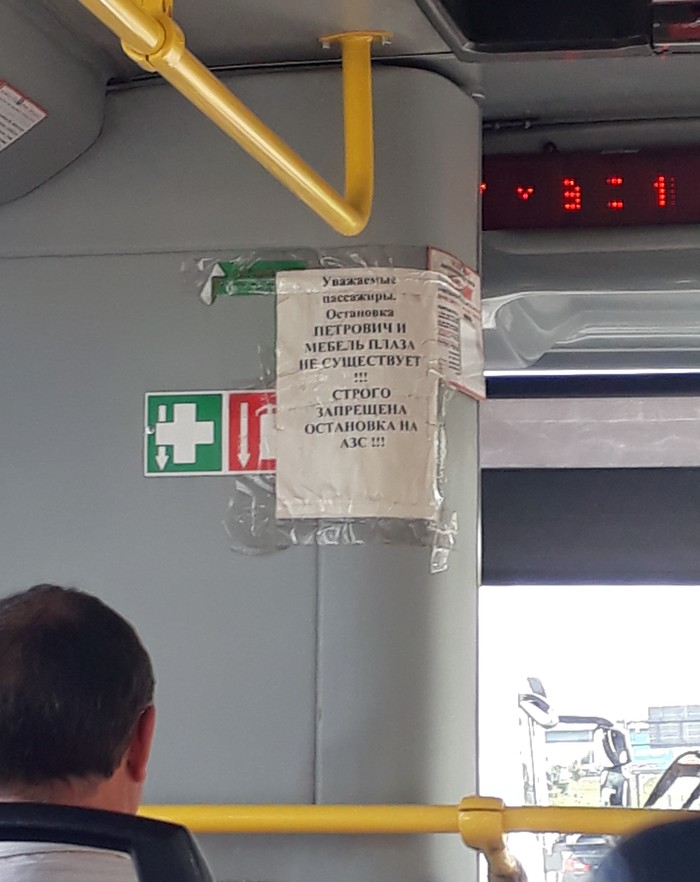 Уважаемые
пассажиры.
Остановка
ПЕТРОВИЧ И
МЕБЕЛЬ ПЛАЗА
НЕ СУЩЕСТВУЕТ
!!!
СТРОГО
ЗАПРЕЩЕНА
ОСТАНОВКА НА
АЗС !!!